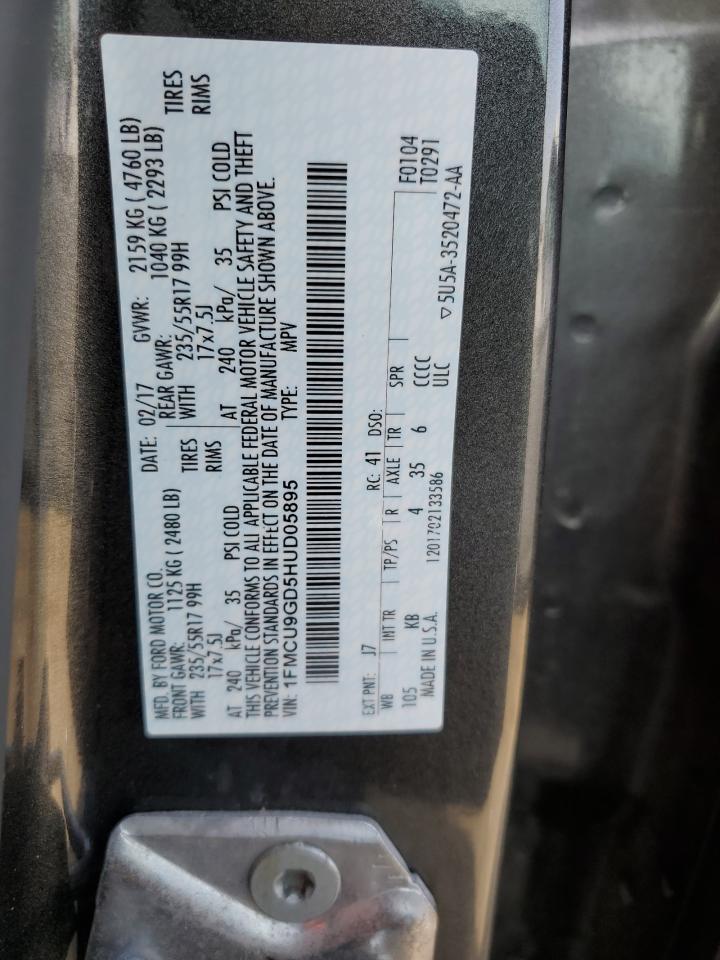 MFD. BY FORD MOTOR CO. DATE: 02/17 GVWR: 2159 KG ( 4760 LB)
FRONT GAWR: 1125 KG ( 2480 LB) REAR GAWR: 1040 KG ( 2293 LB)
WITH 235/55R17 99H TIRES WITH 235/55R17 99H TIRES
17x7.5J RIMS 17x7.5J RIMS
AT 240 kPa/ 35 PSI COLD AT 240 kPa/ 35 PSI COLD
THIS VEHICLE CONFORMS TO ALL APPLICABLE FEDERAL MOTOR VEHICLE SAFETY AND THEFT
PREVENTION STANDARDS IN EFFECT ON THE DATE OF MANUFACTURE SHOWN ABOVE.
VIN: 1FMCU9GD5HUD05895 TYPE: MPV
EXT PNT: J7 RC: 41 DSO:
WB INT TR TP/PS R AXLE TR SPR F0104
105 KB 4 35 6 CCCC T0291
MADE IN U.S.A. 1201702133586 ULC ▽5U5A-3520472-AA